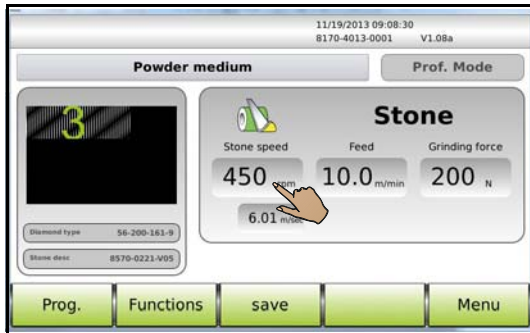 11/19/2013 09:08:30
8170-4013-0001 V1.08a
Powder medium
Prof. Mode
3
Stone
Stone speed Feed Grinding force
450 rpm 10.0 m/min 200 N
6.01 m/sec
Diamond type 56-200-161-9
Stone desc 8570-0221-V05
Prog. Functions save Menu